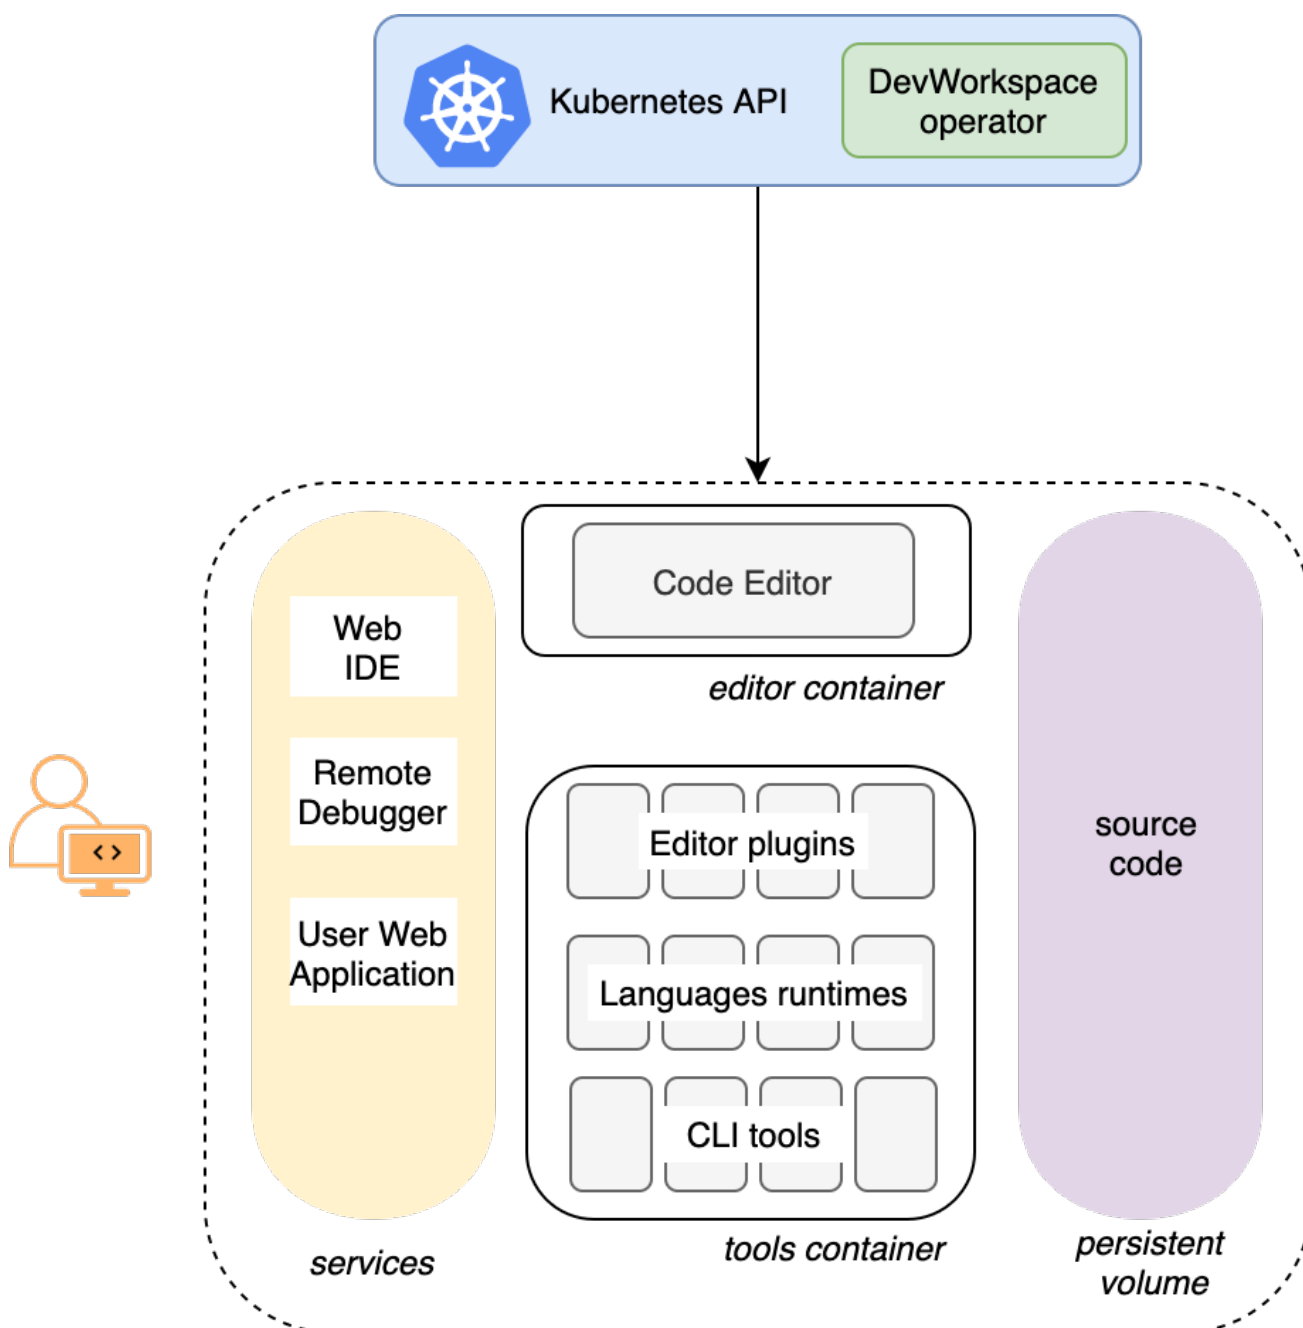 Kubernetes API
DevWorkspace
operator
Code Editor
editor container
Web
IDE
Remote
Debugger
User Web
Application
services
Editor plugins
Languages runtimes
CLI tools
tools container
source
code
persistent
volume